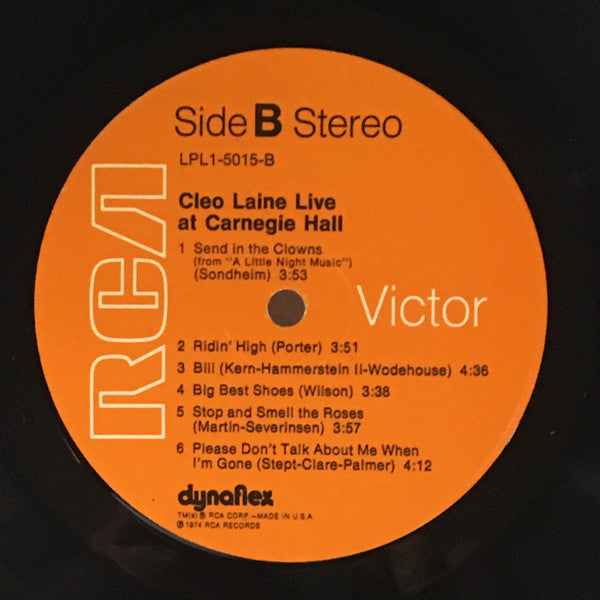 Side B Stereo
LPL1-5015-B
Cleo Laine Live
at Carnegie Hall
1 Send in the Clowns
(from "A Little Night Music")
(Sondheim) 3:53
RCA
Victor
2 Ridin' High (Porter) 3:51
3 Bill (Kern-Hammerstein II-Wodehouse) 4:36
4 Big Best Shoes (Wilson) 3:38
5 Stop and Smell the Roses
(Martin-Severinsen) 3:57
6 Please Don't Talk About Me When
I'm Gone (Stept-Clare-Palmer) 4:12
dynaflex
TM(s) ® RCA CORP.—MADE IN U.S.A.
℗ 1974 RCA RECORDS